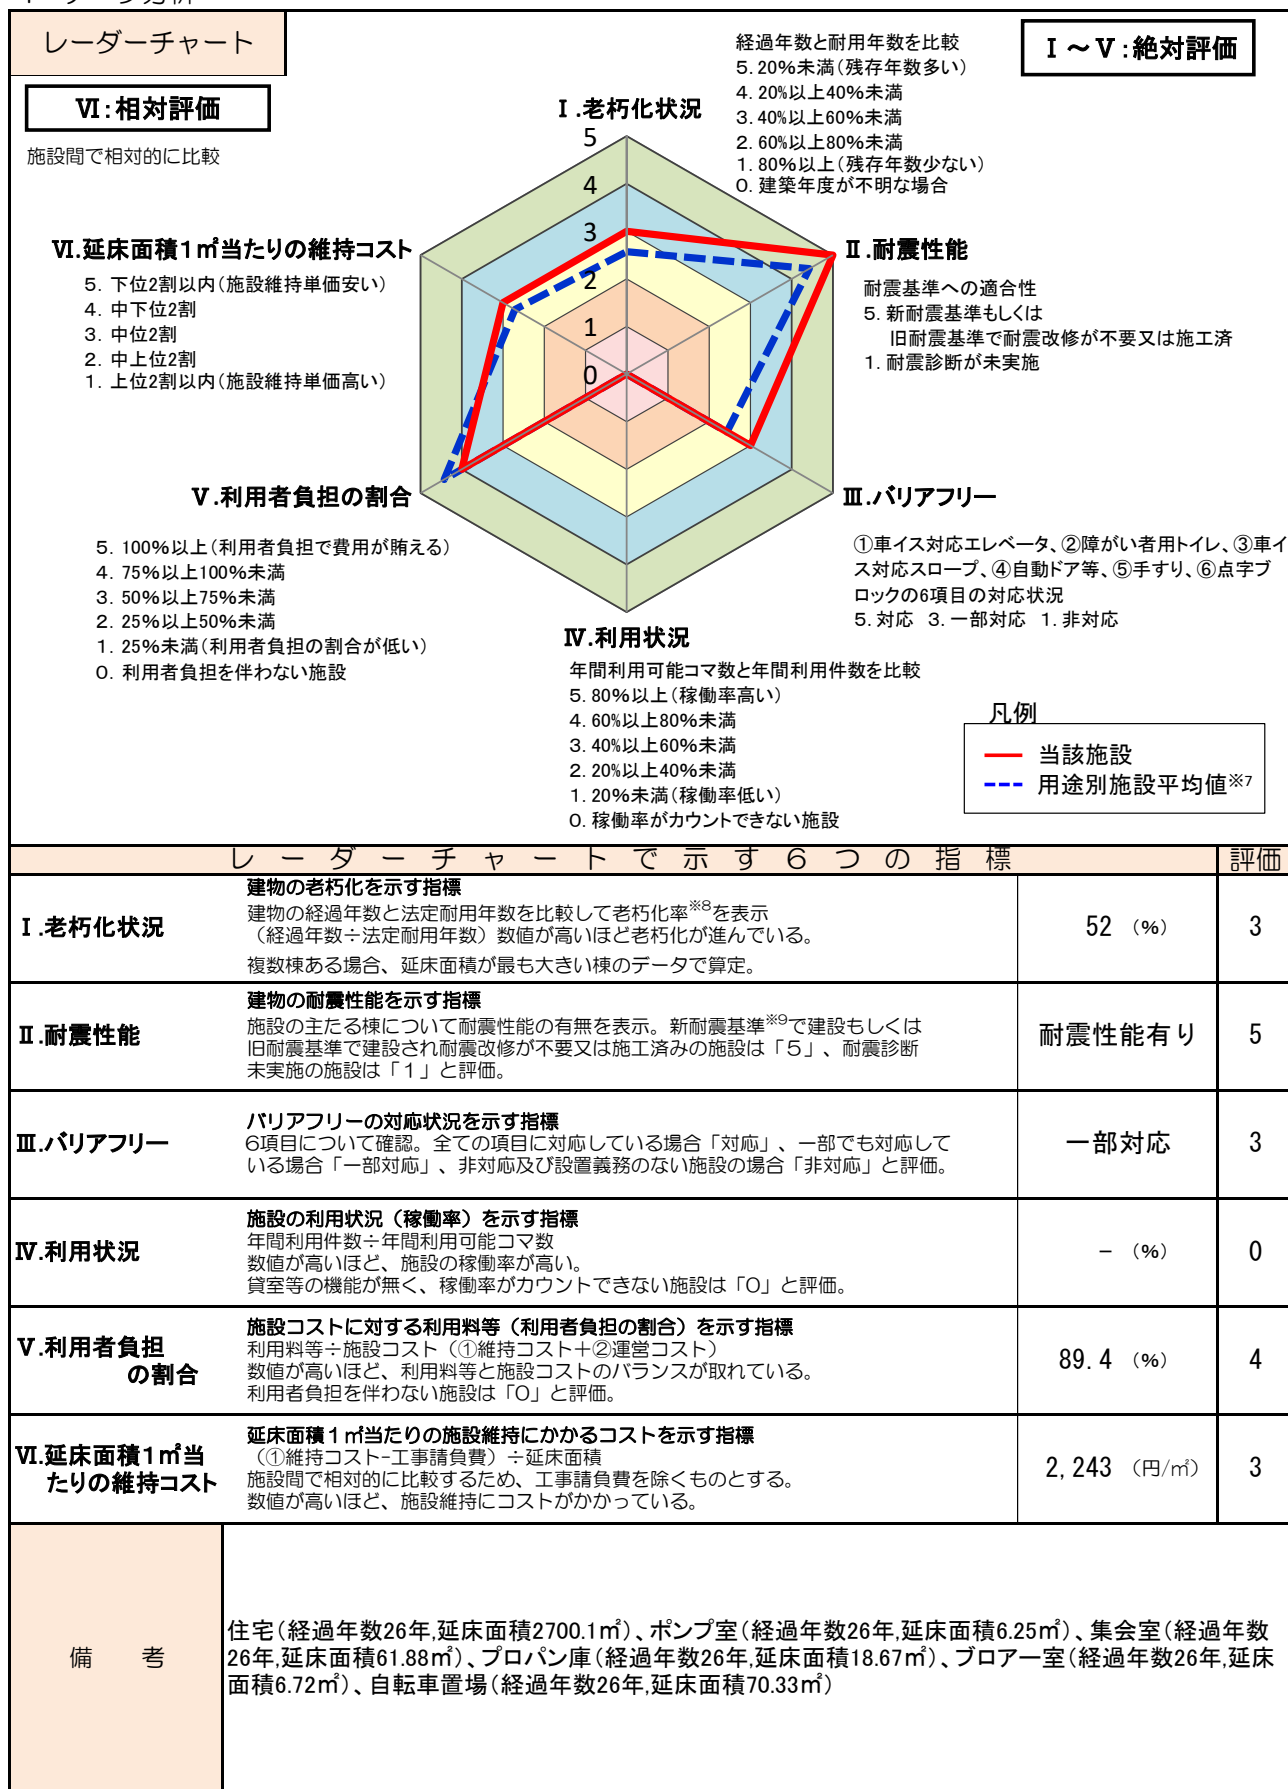 レーダーチャート
Ⅰ～Ⅴ:絶対評価
Ⅵ:相対評価
施設間で相対的に比較
経過年数と耐用年数を比較
5. 20%未満(残存年数多い)
4. 20%以上40%未満
3. 40%以上60%未満
2. 60%以上80%未満
1. 80%以上(残存年数少ない)
0. 建築年度が不明な場合
Ⅰ.老朽化状況
5
4
3
2
1
0
Ⅵ.延床面積1㎡当たりの維持コスト
5. 下位2割以内(施設維持単価安い)
4. 中下位2割
3. 中位2割
2. 中上位2割
1. 上位2割以内(施設維持単価高い)
Ⅱ.耐震性能
耐震基準への適合性
5. 新耐震基準もしくは
旧耐震基準で耐震改修が不要又は施工済
1. 耐震診断が未実施
Ⅴ.利用者負担の割合
5. 100%以上(利用者負担で費用が賄える)
4. 75%以上100%未満
3. 50%以上75%未満
2. 25%以上50%未満
1. 25%未満(利用者負担の割合が低い)
0. 利用者負担を伴わない施設
Ⅲ.バリアフリー
①車イス対応エレベータ、②障がい者用トイレ、③車イ
ス対応スロープ、④自動ドア等、⑤手すり、⑥点字ブ
ロックの6項目の対応状況
5. 対応 3. 一部対応 1. 非対応
Ⅳ.利用状況
年間利用可能コマ数と年間利用件数を比較
5. 80%以上(稼働率高い)
4. 60%以上80%未満
3. 40%以上60%未満
2. 20%以上40%未満
1. 20%未満(稼働率低い)
0. 稼働率がカウントできない施設
凡例
当該施設
用途別施設平均値※7
レーダーチャートで示す6つの指標 評価
Ⅰ.老朽化状況
建物の老朽化を示す指標
建物の経過年数と法定耐用年数を比較して老朽化率※8を表示
（経過年数÷法定耐用年数）数値が高いほど老朽化が進んでいる。
複数棟ある場合、延床面積が最も大きい棟のデータで算定。
52 (%) 3
Ⅱ.耐震性能
建物の耐震性能を示す指標
施設の主たる棟について耐震性能の有無を表示。新耐震基準※9で建設もしくは
旧耐震基準で建設され耐震改修が不要又は施工済みの施設は「5」、耐震診断
未実施の施設は「1」と評価。
耐震性能有り 5
Ⅲ.バリアフリー
バリアフリーの対応状況を示す指標
6項目について確認。全ての項目に対応している場合「対応」、一部でも対応して
いる場合「一部対応」、非対応及び設置義務のない施設の場合「非対応」と評価。
一部対応 3
Ⅳ.利用状況
施設の利用状況（稼働率）を示す指標
年間利用件数÷年間利用可能コマ数
数値が高いほど、施設の稼働率が高い。
貸室等の機能が無く、稼働率がカウントできない施設は「0」と評価。
− (%) 0
Ⅴ.利用者負担
の割合
施設コストに対する利用料等（利用者負担の割合）を示す指標
利用料等÷施設コスト（①維持コスト+②運営コスト）
数値が高いほど、利用料等と施設コストのバランスが取れている。
利用者負担を伴わない施設は「0」と評価。
89.4 (%) 4
Ⅵ.延床面積1㎡当
たりの維持コスト
延床面積１㎡当たりの施設維持にかかるコストを示す指標
（①維持コスト-工事請負費）÷延床面積
施設間で相対的に比較するため、工事請負費を除くものとする。
数値が高いほど、施設維持にコストがかかっている。
2,243 (円/㎡) 3
備考
住宅(経過年数26年,延床面積2700.1㎡)、ポンプ室(経過年数26年,延床面積6.25㎡)、集会室(経過年数
26年,延床面積61.88㎡)、プロパン庫(経過年数26年,延床面積18.67㎡)、ブロアー室(経過年数26年,延床
面積6.72㎡)、自転車置場(経過年数26年,延床面積70.33㎡)